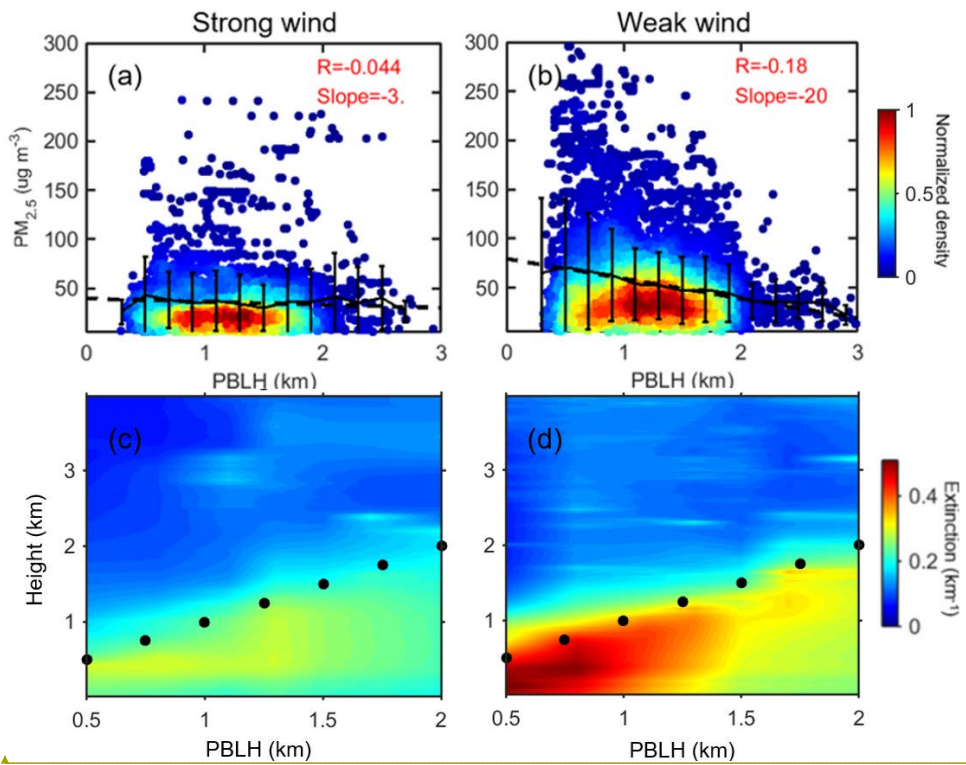 Strong wind
Weak wind
(a)
R=-0.044
Slope=-3.
(b)
R=-0.18
Slope=-20
PM2.5 (ug m-3)
300
250
200
150
100
50
0
1
2
3
PBLH (km)
300
250
200
150
100
50
0
1
2
3
PBLH (km)
1
0.5
0
Normalized density
(c)
(d)
Height (km)
3
2
1
0.5
1
1.5
2
PBLH (km)
3
2
1
0.5
1
1.5
2
PBLH (km)
0.4
0.2
0
Extinction (km-1)